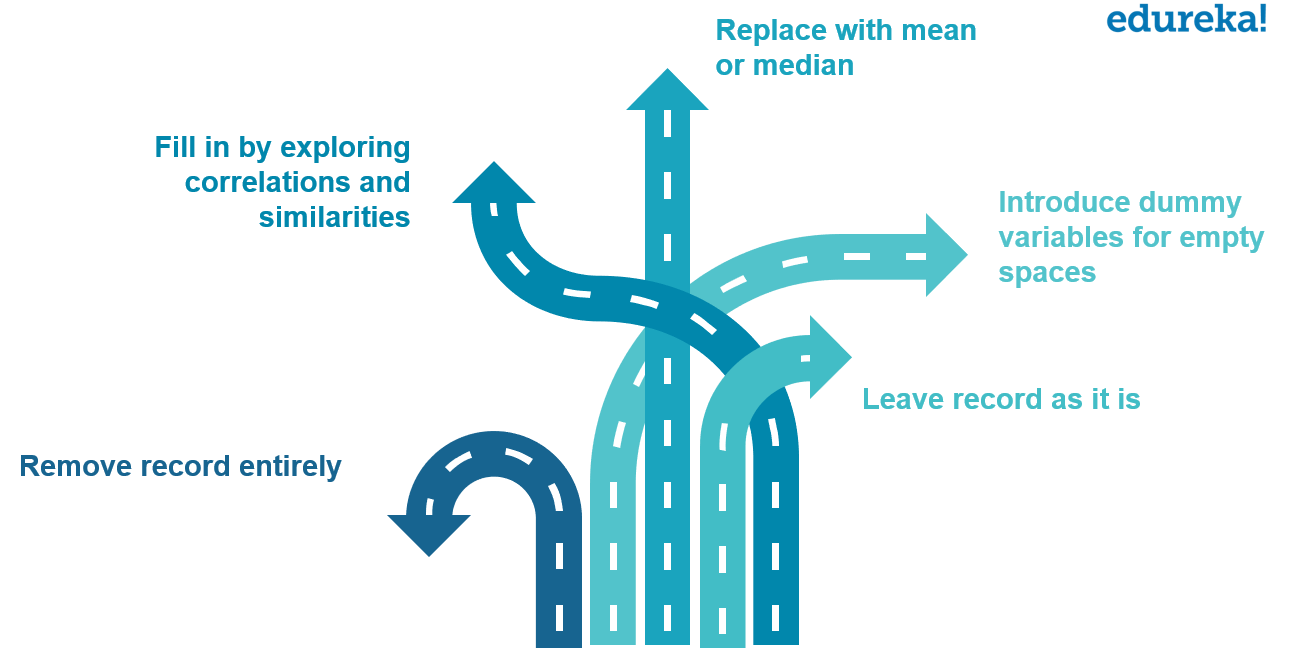 edureka!
Replace with mean
or median
Fill in by exploring
correlations and
similarities
Introduce dummy
variables for empty
spaces
Leave record as it is
Remove record entirely